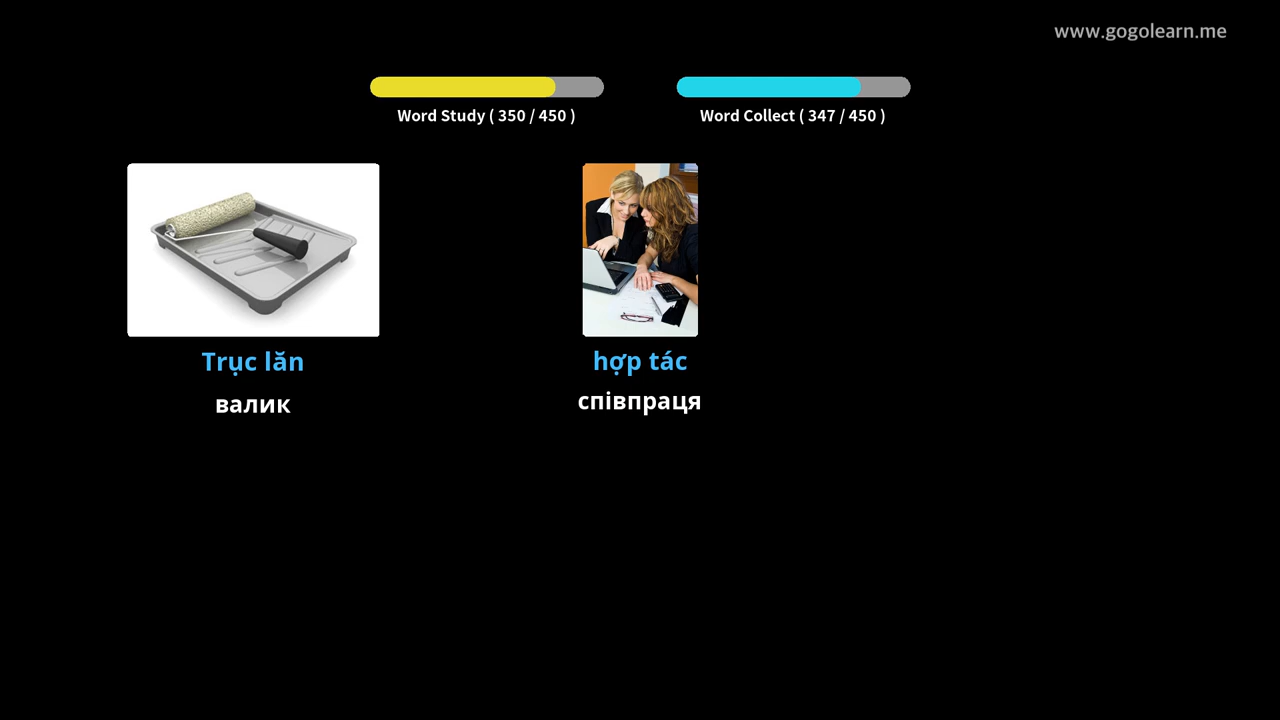 www.gogolearn.me
Word Study ( 350 / 450 )
Word Collect ( 347 / 450 )
Trục lăn
валик
hợp tác
співпраця